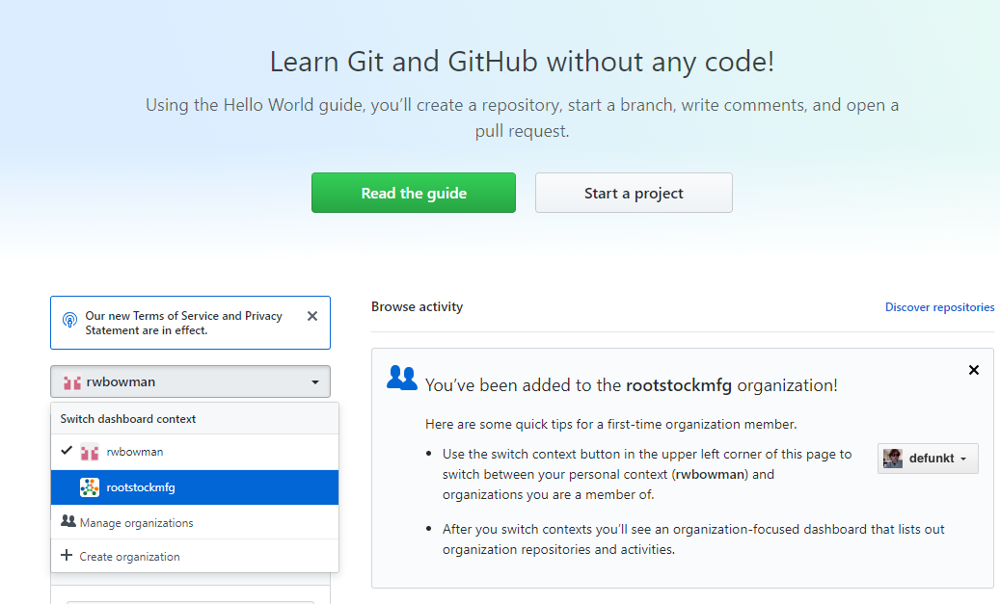 Learn Git and GitHub without any code!
Using the Hello World guide, you’ll create a repository, start a branch, write comments, and open a
pull request.
Read the guide
Start a project
Our new Terms of Service and Privacy
Statement are in effect.
rwbowman
Switch dashboard context
rwbowman
rootstockmfg
Manage organizations
Create organization
Browse activity
Discover repositories
You’ve been added to the rootstockmfg organization!
Here are some quick tips for a first-time organization member.
Use the switch context button in the upper left corner of this page to
switch between your personal context (rwbowman) and
organizations you are a member of.
defunkt
After you switch contexts you’ll see an organization-focused dashboard that lists out
organization repositories and activities.